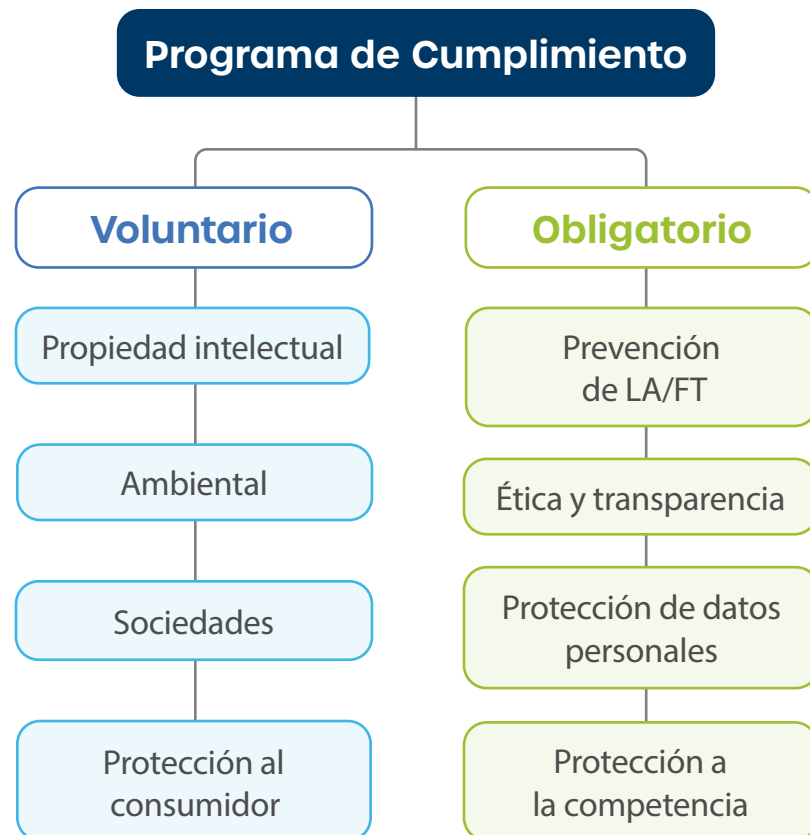 Programa de Cumplimiento
Voluntario
Propiedad intelectual
Ambiental
Sociedades
Protección al
consumidor
Obligatorio
Prevención
de LA/FT
Ética y transparencia
Protección de datos
personales
Protección a
la competencia